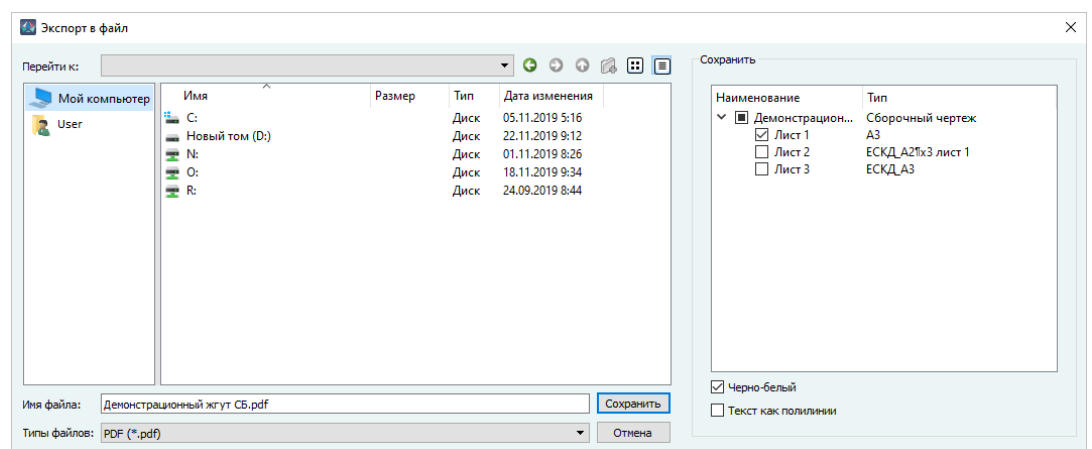 Экспорт в файл
Перейти к:
Мой компьютер
User
Имя Размер Тип Дата изменения
C: Диск 05.11.2019 5:16
Новый том (D:) Диск 22.11.2019 9:12
N: Диск 01.11.2019 8:26
O: Диск 18.11.2019 9:34
R: Диск 24.09.2019 8:44
Имя файла: Демонстрационный жгут СБ.pdf Сохранить
Типы файлов: PDF (*.pdf) Отмена
Сохранить
Наименование Тип
Демонстрацион... Сборочный чертеж
Лист 1 А3
Лист 2 ЕСКД_А2¶х3 лист 1
Лист 3 ЕСКД_А3
Черно-белый
Текст как полилинии